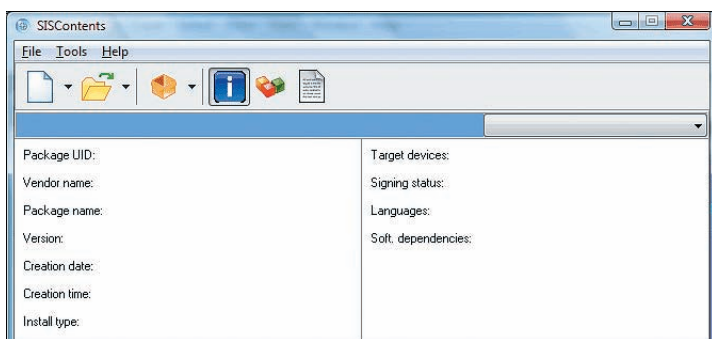 SISContents
File Tools Help
Package UID:
Vendor name:
Package name:
Version:
Creation date:
Creation time:
Install type:
Target devices:
Signing status:
Languages:
Soft. dependencies: